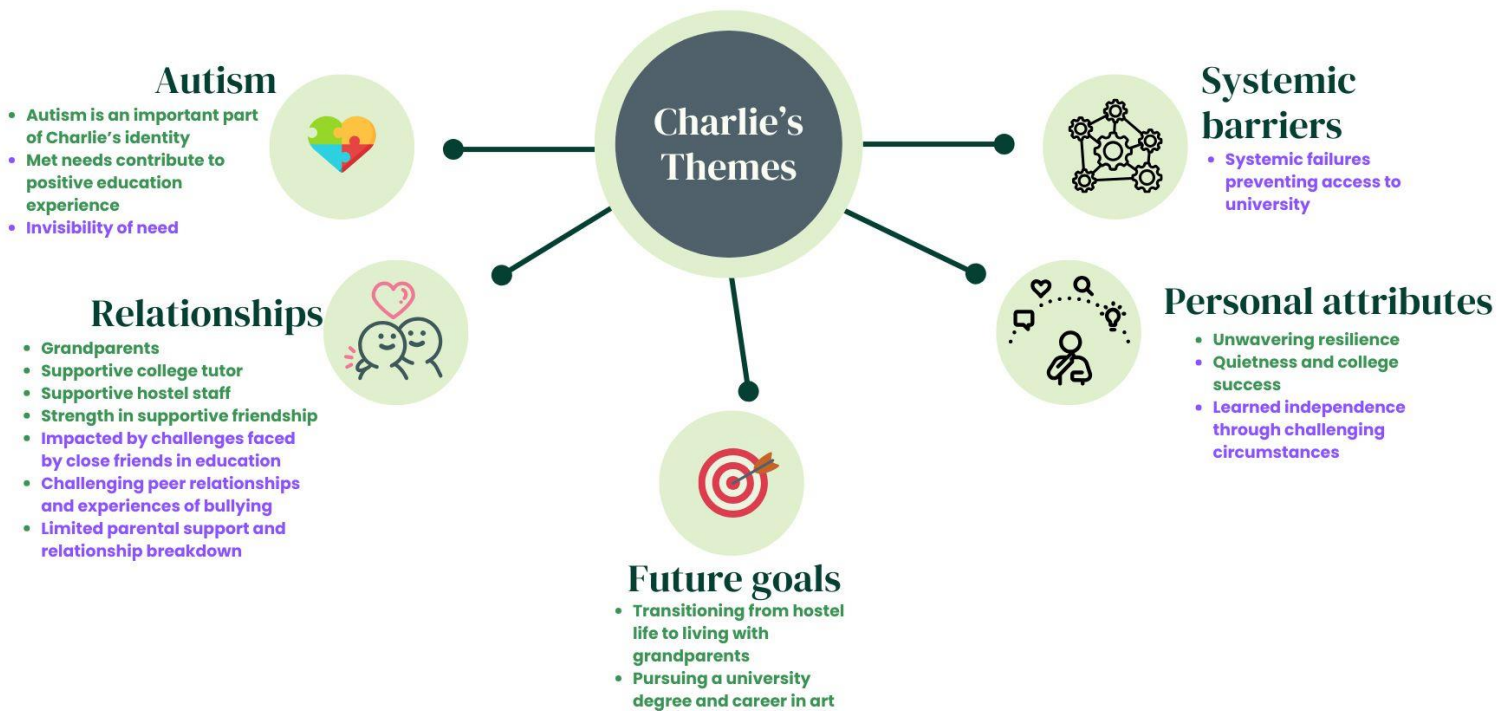 Charlie's
Themes
Autism
• Autism is an important part
of Charlie's identity
• Met needs contribute to
positive education
experience
• Invisibility of need
Relationships
• Grandparents
• Supportive college tutor
• Supportive hostel staff
• Strength in supportive friendship
• Impacted by challenges faced
by close friends in education
• Challenging peer relationships
and experiences of bullying
• Limited parental support and
relationship breakdown
Future goals
• Transitioning from hostel
life to living with
grandparents
• Pursuing a university
degree and career in art
Systemic
barriers
• Systemic failures
preventing access to
university
Personal attributes
• Unwavering resilience
• Quietness and college
success
• Learned independence
through challenging
circumstances